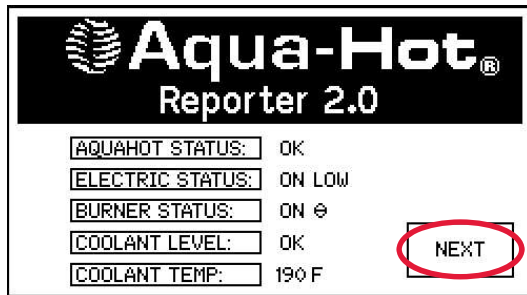 Aqua-Hot®
Reporter 2.0
AQUAHOT STATUS: OK
ELECTRIC STATUS: ON LOW
BURNER STATUS: ON ⊖
COOLANT LEVEL: OK
COOLANT TEMP: 190 F
NEXT